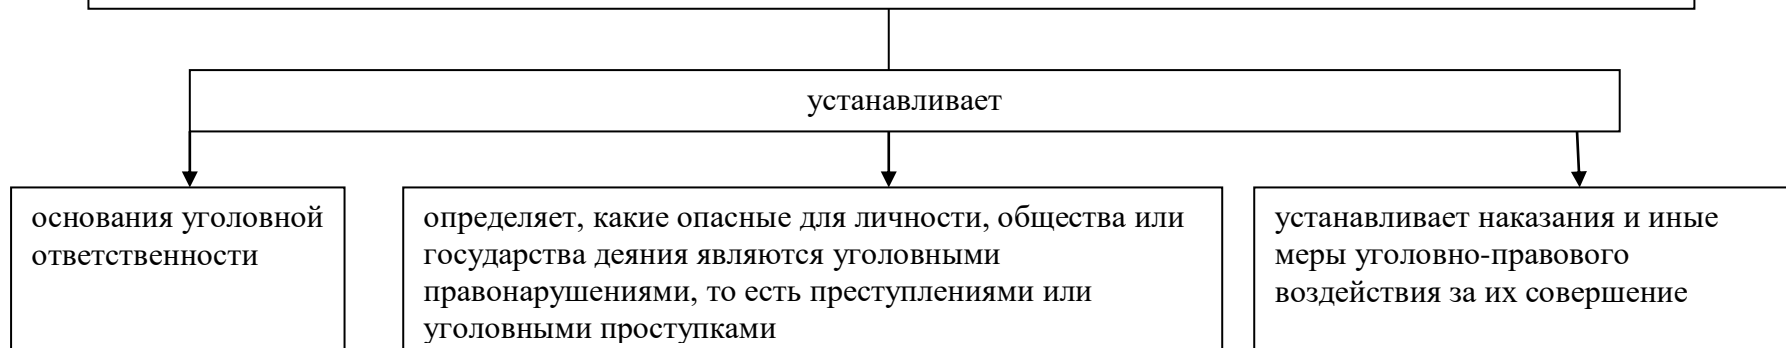 устанавливает
основания уголовной
ответственности
определяет, какие опасные для личности, общества или
государства деяния являются уголовными
правонарушениями, то есть преступлениями или
уголовными проступками
устанавливает наказания и иные
меры уголовно-правового
воздействия за их совершение